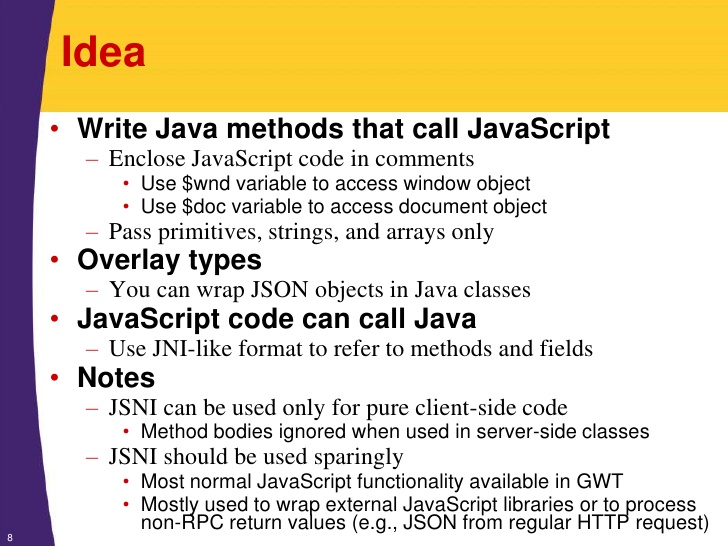 Idea
• Write Java methods that call JavaScript
– Enclose JavaScript code in comments
• Use $wnd variable to access window object
• Use $doc variable to access document object
– Pass primitives, strings, and arrays only
• Overlay types
– You can wrap JSON objects in Java classes
• JavaScript code can call Java
– Use JNI-like format to refer to methods and fields
• Notes
– JSNI can be used only for pure client-side code
• Method bodies ignored when used in server-side classes
– JSNI should be used sparingly
• Most normal JavaScript functionality available in GWT
• Mostly used to wrap external JavaScript libraries or to process
non-RPC return values (e.g., JSON from regular HTTP request)
8